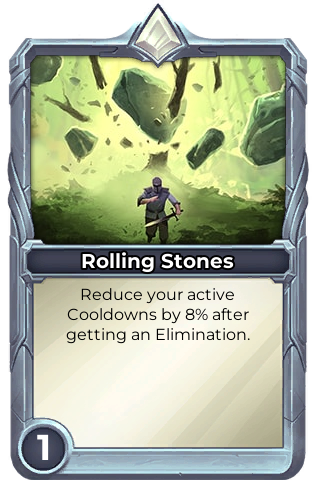 Rolling Stones
Reduce your active
Cooldowns by 8% after
getting an Elimination.
1